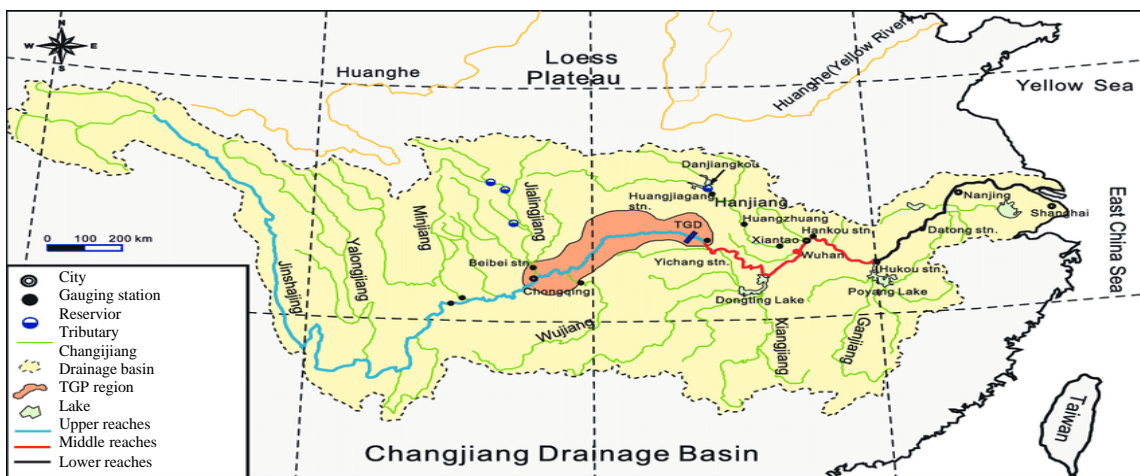 N
W E
S
Loess
Plateau
Huanghe
Huanghe(Yellow River)
Yellow Sea
East China Sea
Danjiangkou
Huangjiagang
stn.
Hanjiang
Huangzhuang
Hankou stn.
Xiantao
Wuhan
TGD
Yichang stn.
Nanjing
Shanghai
Datong stn.
Hukou stn.
Poyang Lake
Dongting Lake
Jialingjiang
Minjiang
Yalongjiang
Jinshajing
Beibei stn.
Chongqing
Wujiang
Xiangjiang
Ganjiang
Taiwan
0 100 200 km
City
Gauging station
Reservior
Tributary
Changijiang
Drainage basin
TGP region
Lake
Upper reaches
Middle reaches
Lower reaches
Changjiang Drainage Basin